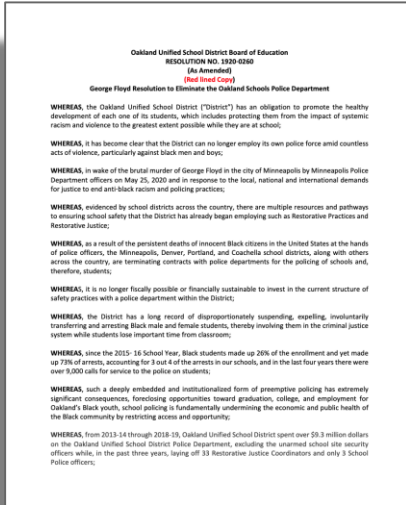 Oakland Unified School District Board of Education
RESOLUTION NO. 1920-0260
(As Amended)
(Red lined Copy)
George Floyd Resolution to Eliminate the Oakland Schools Police Department
WHEREAS, the Oakland Unified School District ("District") has an obligation to promote the healthy
development of each one of its students, which includes protecting them from the impact of systemic
racism and violence to the greatest extent possible while they are at school;
WHEREAS, it has become clear that the District can no longer employ its own police force amid countless
acts of violence, particularly against black men and boys;
WHEREAS, in wake of the brutal murder of George Floyd in the city of Minneapolis by Minneapolis Police
Department officers on May 25, 2020 and in response to the local, national and international demands
for justice to end anti-black racism and policing practices;
WHEREAS, evidenced by school districts across the country, there are multiple resources and pathways
to ensuring school safety that the District has already began employing such as Restorative Practices and
Restorative Justice;
WHEREAS, as a result of the persistent deaths of innocent Black citizens in the United States at the hands
of police officers, the Minneapolis, Denver, Portland, and Coachella school districts, along with others
across the country, are terminating contracts with police departments for the policing of schools and,
therefore, students;
WHEREAS, it is no longer fiscally possible or financially sustainable to invest in the current structure of
safety practices with a police department within the District;
WHEREAS, the District has a long record of disproportionately suspending, expelling, involuntarily
transferring and arresting Black male and female students, thereby involving them in the criminal justice
system while students lose important time from classroom;
WHEREAS, since the 2015- 16 School Year, Black students made up 26% of the enrollment and yet made
up 73% of arrests, accounting for 3 out 4 of the arrests in our schools, and in the last four years there were
over 9,000 calls for service to the police on students;
WHEREAS, such a deeply embedded and institutionalized form of preemptive policing has extremely
significant consequences, foreclosing opportunities toward graduation, college, and employment for
Oakland's Black youth, school policing is fundamentally undermining the economic and public health of
the Black community by restricting access and opportunity;
WHEREAS, from 2013-14 through 2018-19, Oakland Unified School District spent over $9.3 million dollars
on the Oakland Unified School District Police Department, excluding the unarmed school site security
officers while, in the past three years, laying off 33 Restorative Justice Coordinators and only 3 School
Police officers;